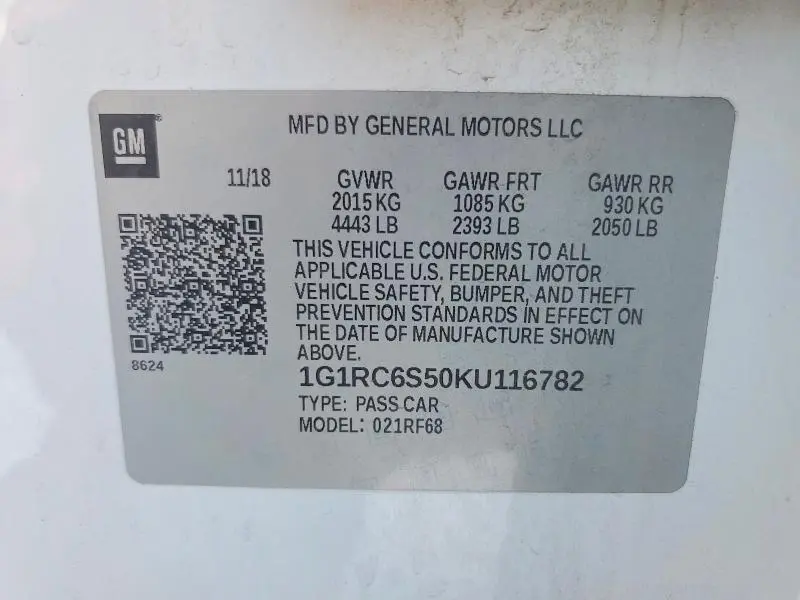 GM
MFD BY GENERAL MOTORS LLC
11/18 GVWR GAWR FRT GAWR RR
2015 KG 1085 KG 930 KG
4443 LB 2393 LB 2050 LB
THIS VEHICLE CONFORMS TO ALL
APPLICABLE U.S. FEDERAL MOTOR
VEHICLE SAFETY, BUMPER, AND THEFT
PREVENTION STANDARDS IN EFFECT ON
THE DATE OF MANUFACTURE SHOWN
ABOVE.
8624
1G1RC6S50KU116782
TYPE: PASS CAR
MODEL: 021RF68